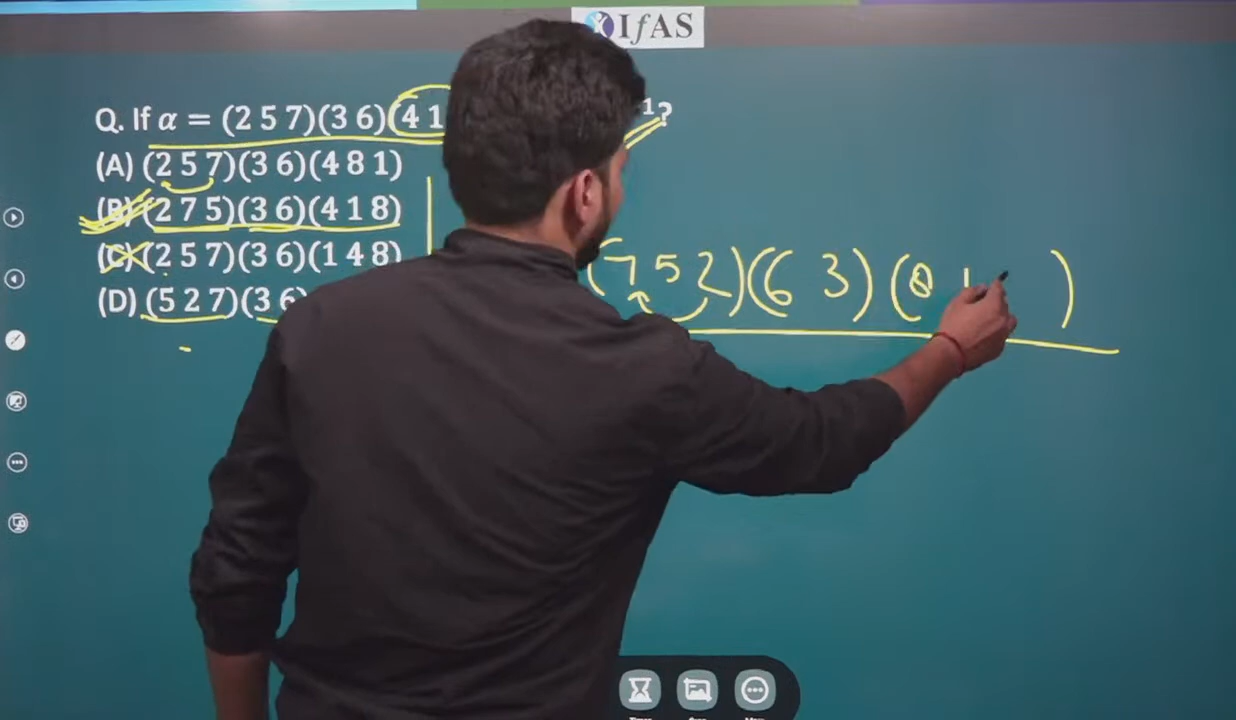 IfAS
Q. If α = (2 5 7)(3 6)(4 1 ⁻¹?
(A) (2 5 7)(3 6)(4 8 1)
(B) (2 7 5)(3 6)(4 1 8)
(C) (2 5 7)(3 6)(1 4 8)
(D) (5 2 7)(3 6)
(7 5 2)(6 3)(8 1 )